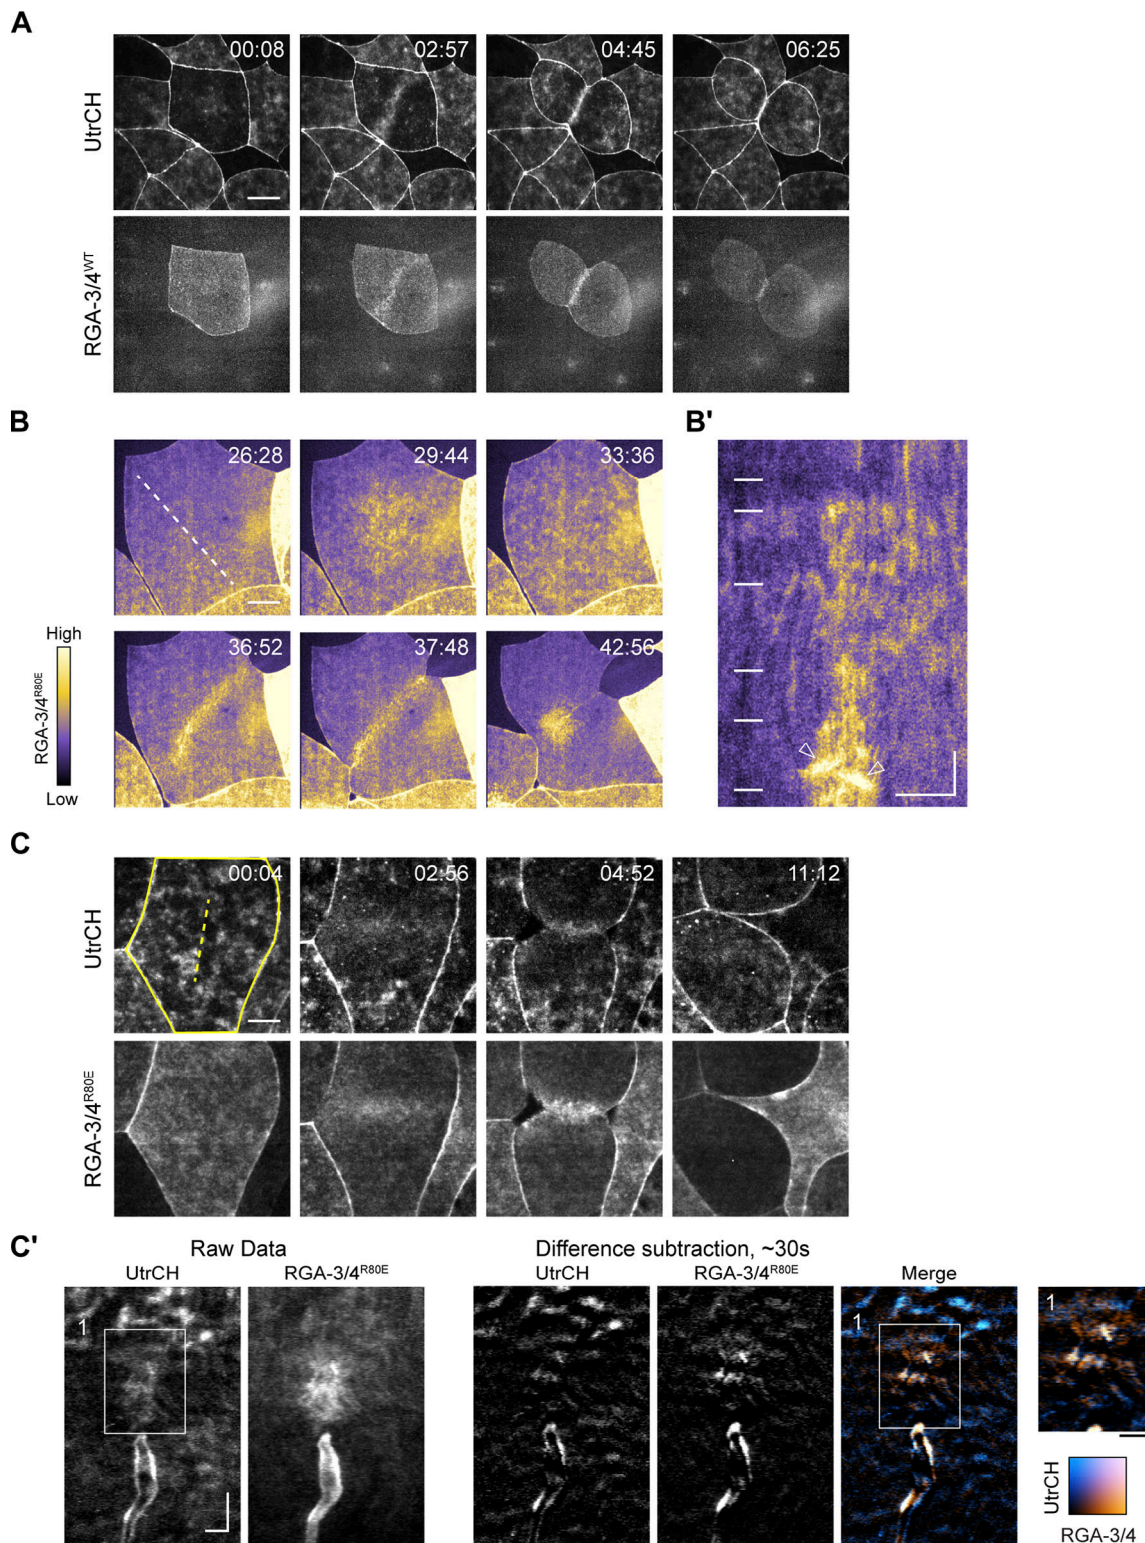 A
UtrCH
00:08
02:57
04:45
06:25
RGA-3/4WT
B
B'
26:28
29:44
33:36
36:52
37:48
42:56
High
RGA-3/4R80E
Low
C
UtrCH
00:04
02:56
04:52
11:12
RGA-3/4R80E
C'
Raw Data
Difference subtraction, ~30s
UtrCH
RGA-3/4R80E
UtrCH
RGA-3/4R80E
Merge
1
1
1
UtrCH
RGA-3/4